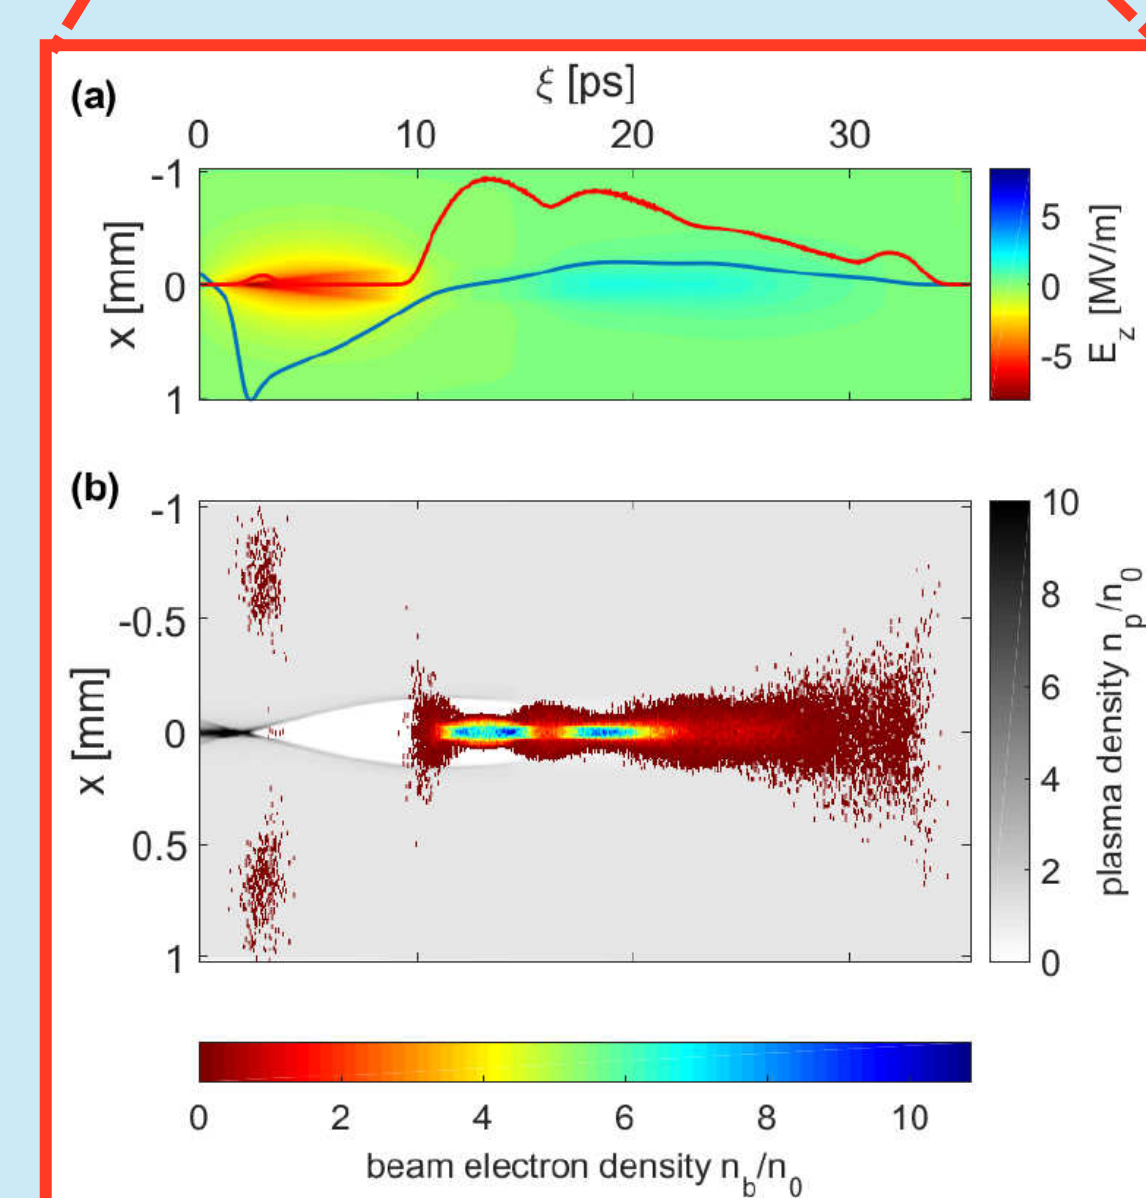 (a)
ξ [ps]
0 10 20 30
-1
0
1
x [mm]
5
0
-5
E_z [MV/m]
(b)
-1
-0.5
0
0.5
1
x [mm]
10
8
6
4
2
0
plasma density n_p/n_0
0 2 4 6 8 10
beam electron density n_b/n_0